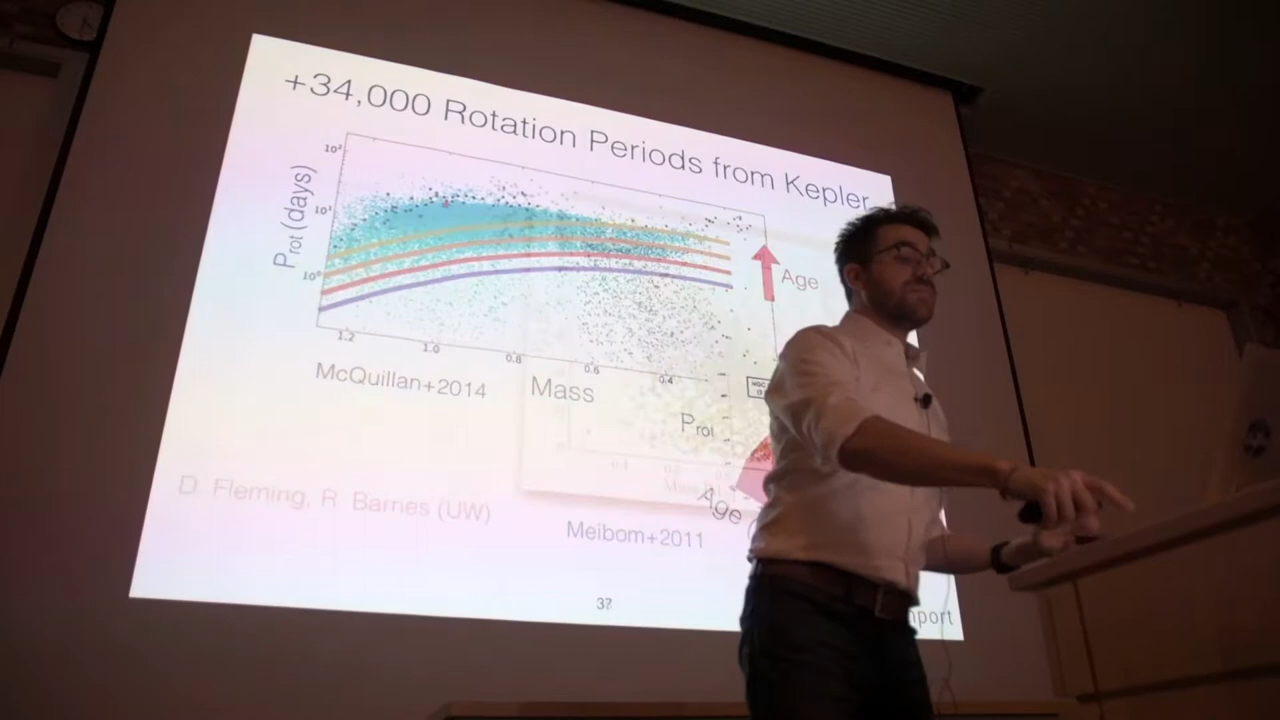 +34,000 Rotation Periods from Kepler
10²
10¹
10⁰
Prot (days)
Age
1.2 1.0 0.8 0.6 0.4
McQuillan+2014
Mass
Prot
Age
D. Fleming, R. Barnes (UW)
Meibom+2011
37